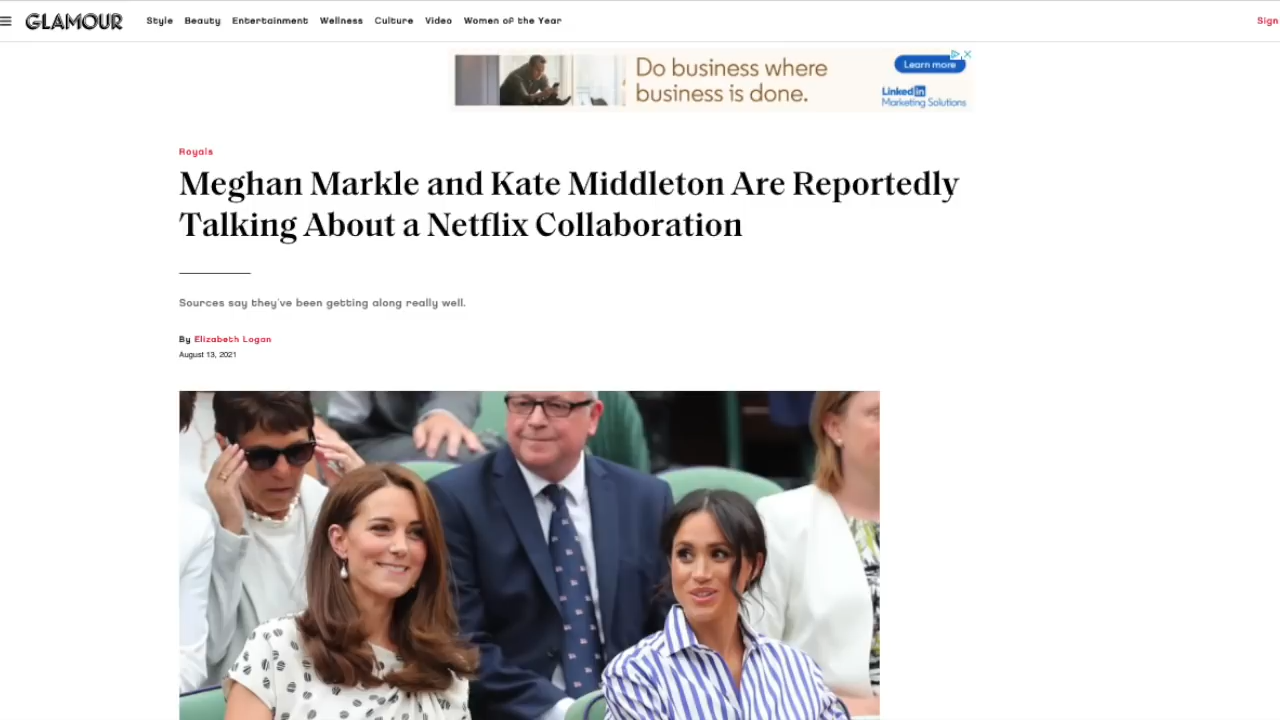 GLAMOUR Style Beauty Entertainment Wellness Culture Video Women of the Year Sign
Do business where
business is done.
Learn more
Linked in
Marketing Solutions
Royals
Meghan Markle and Kate Middleton Are Reportedly
Talking About a Netflix Collaboration
Sources say they've been getting along really well.
By Elizabeth Logan
August 13, 2021